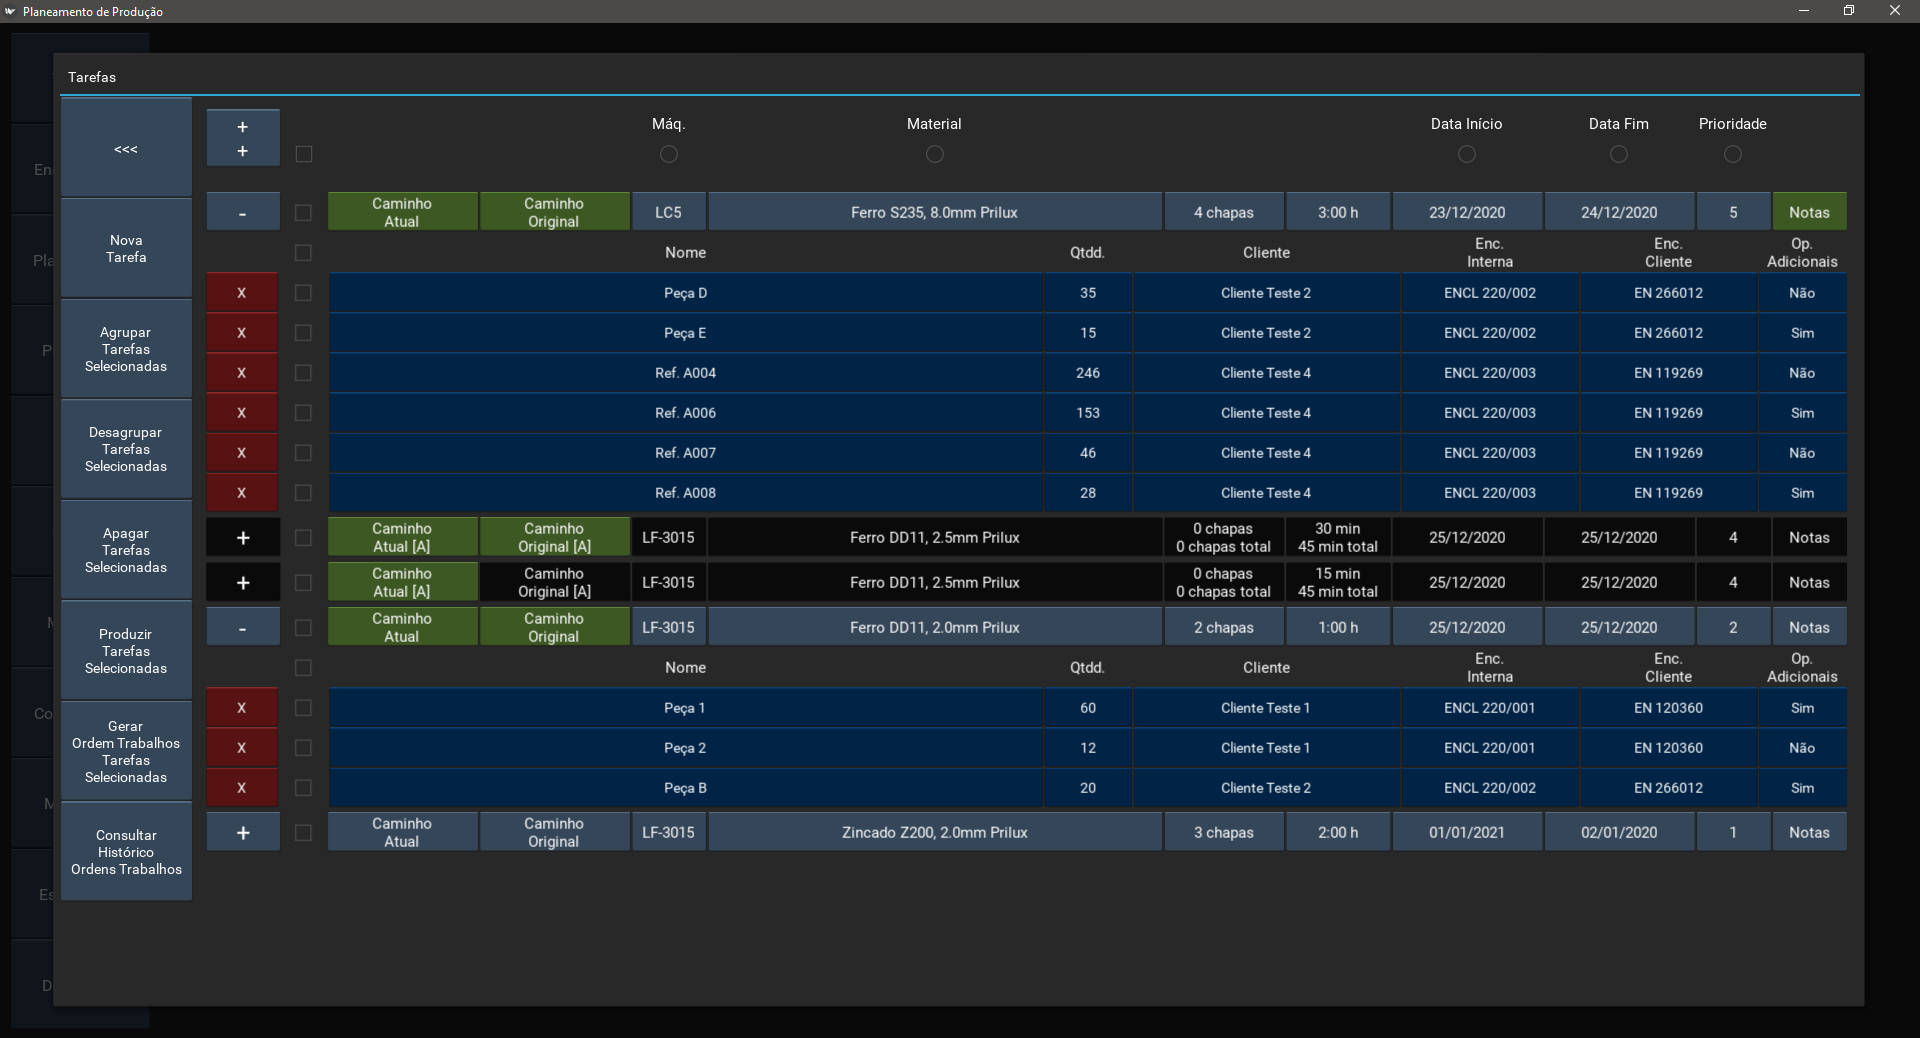 Planeamento de Produção
Tarefas
<<<
Nova
Tarefa
Agrupar
Tarefas
Selecionadas
Desagrupar
Tarefas
Selecionadas
Apagar
Tarefas
Selecionadas
Produzir
Tarefas
Selecionadas
Gerar
Ordem Trabalhos
Tarefas
Selecionadas
Consultar
Histórico
Ordens Trabalhos
+
+
Máq. Material Data Início Data Fim Prioridade
- Caminho Atual Caminho Original LC5 Ferro S235, 8.0mm Prilux 4 chapas 3:00 h 23/12/2020 24/12/2020 5 Notas
Nome Qtdd. Cliente Enc. Interna Enc. Cliente Op. Adicionais
X Peça D 35 Cliente Teste 2 ENCL 220/002 EN 266012 Não
X Peça E 15 Cliente Teste 2 ENCL 220/002 EN 266012 Sim
X Ref. A004 246 Cliente Teste 4 ENCL 220/003 EN 119269 Não
X Ref. A006 153 Cliente Teste 4 ENCL 220/003 EN 119269 Sim
X Ref. A007 46 Cliente Teste 4 ENCL 220/003 EN 119269 Não
X Ref. A008 28 Cliente Teste 4 ENCL 220/003 EN 119269 Sim
+ Caminho Atual [A] Caminho Original [A] LF-3015 Ferro DD11, 2.5mm Prilux 0 chapas 0 chapas total 30 min 45 min total 25/12/2020 25/12/2020 4 Notas
+ Caminho Atual [A] Caminho Original [A] LF-3015 Ferro DD11, 2.5mm Prilux 0 chapas 0 chapas total 15 min 45 min total 25/12/2020 25/12/2020 4 Notas
- Caminho Atual Caminho Original LF-3015 Ferro DD11, 2.0mm Prilux 2 chapas 1:00 h 25/12/2020 25/12/2020 2 Notas
Nome Qtdd. Cliente Enc. Interna Enc. Cliente Op. Adicionais
X Peça 1 60 Cliente Teste 1 ENCL 220/001 EN 120360 Sim
X Peça 2 12 Cliente Teste 1 ENCL 220/001 EN 120360 Não
X Peça B 20 Cliente Teste 2 ENCL 220/002 EN 266012 Sim
+ Caminho Atual Caminho Original LF-3015 Zincado Z200, 2.0mm Prilux 3 chapas 2:00 h 01/01/2021 02/01/2020 1 Notas